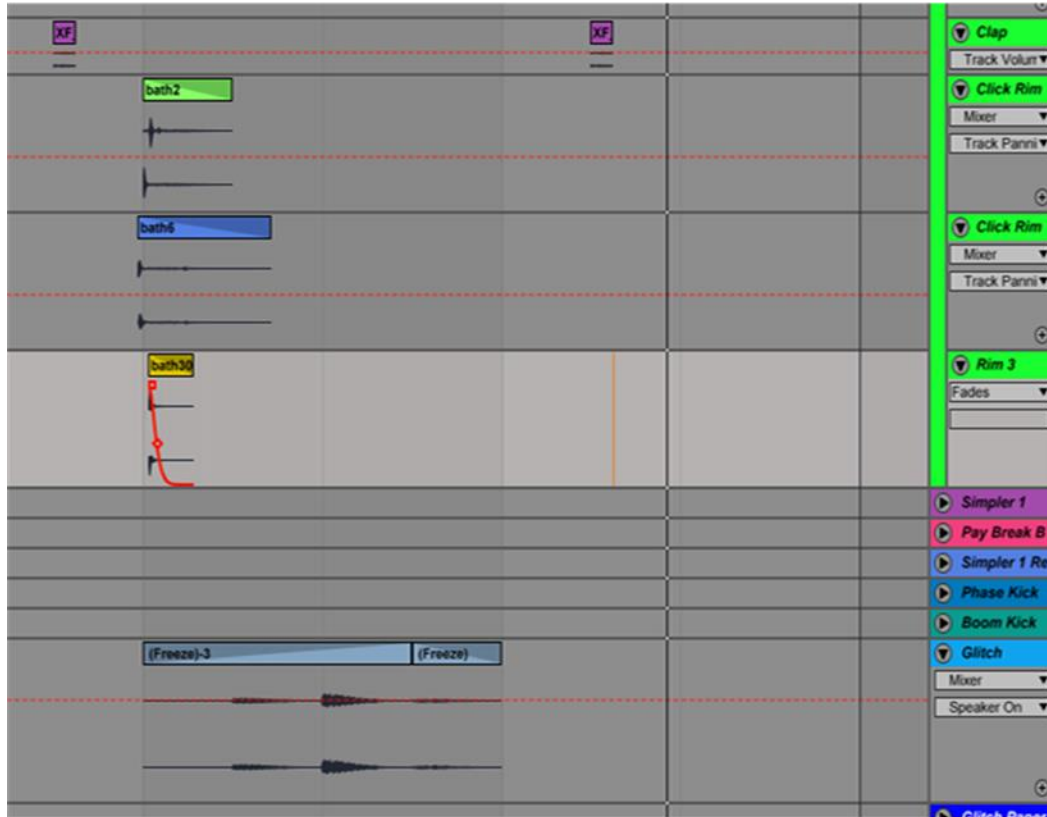 XF
XF
Clap
Track Volum
bath2
Click Rim
Mixer
Track Panni
bath6
Click Rim
Mixer
Track Panni
bath30
Rim 3
Fades
Simpler 1
Pay Break B
Simpler 1 Re
Phase Kick
Boom Kick
(Freeze)-3
(Freeze)
Glitch
Mixer
Speaker On